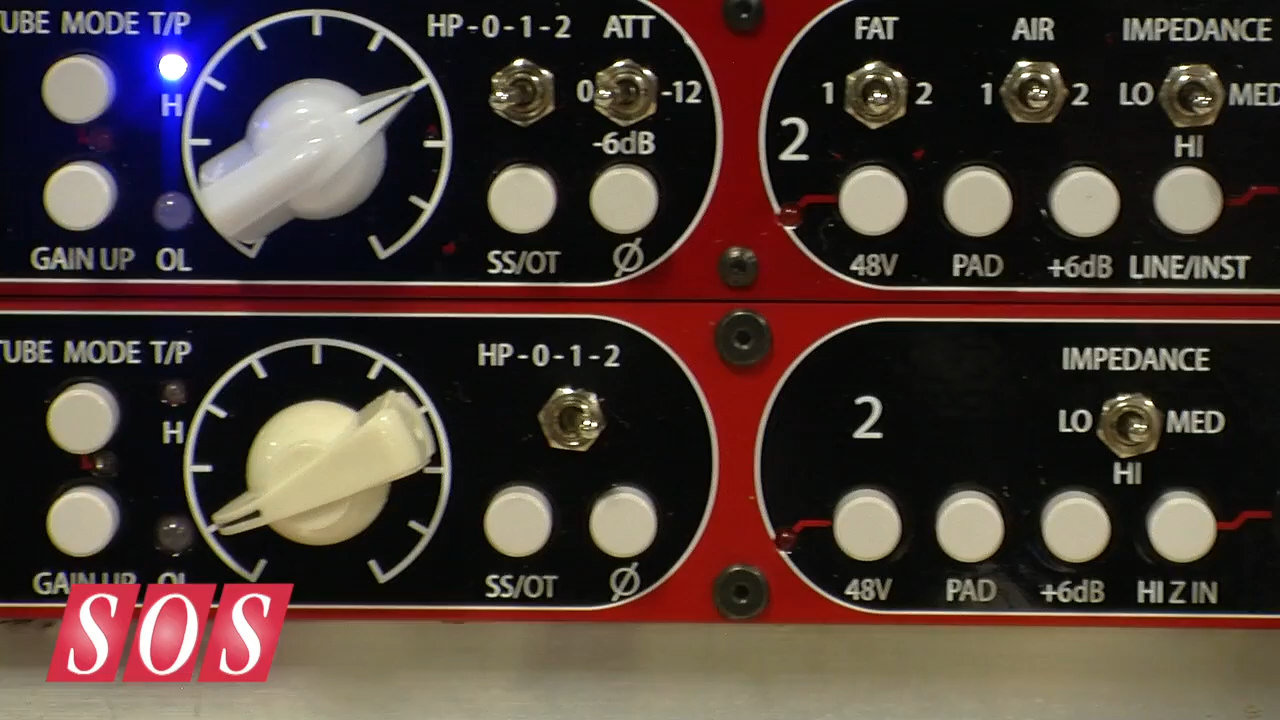 TUBE MODE T/P HP-0-1-2 ATT FAT AIR IMPEDANCE
H 0 -12 1 2 1 2 LO MED
-6dB 2 HI
GAIN UP OL SS/OT Ø 48V PAD +6dB LINE/INST
TUBE MODE T/P HP-0-1-2 IMPEDANCE
H 2 LO MED
HI
GAIN UP OL SS/OT Ø 48V PAD +6dB HI Z IN
SOS